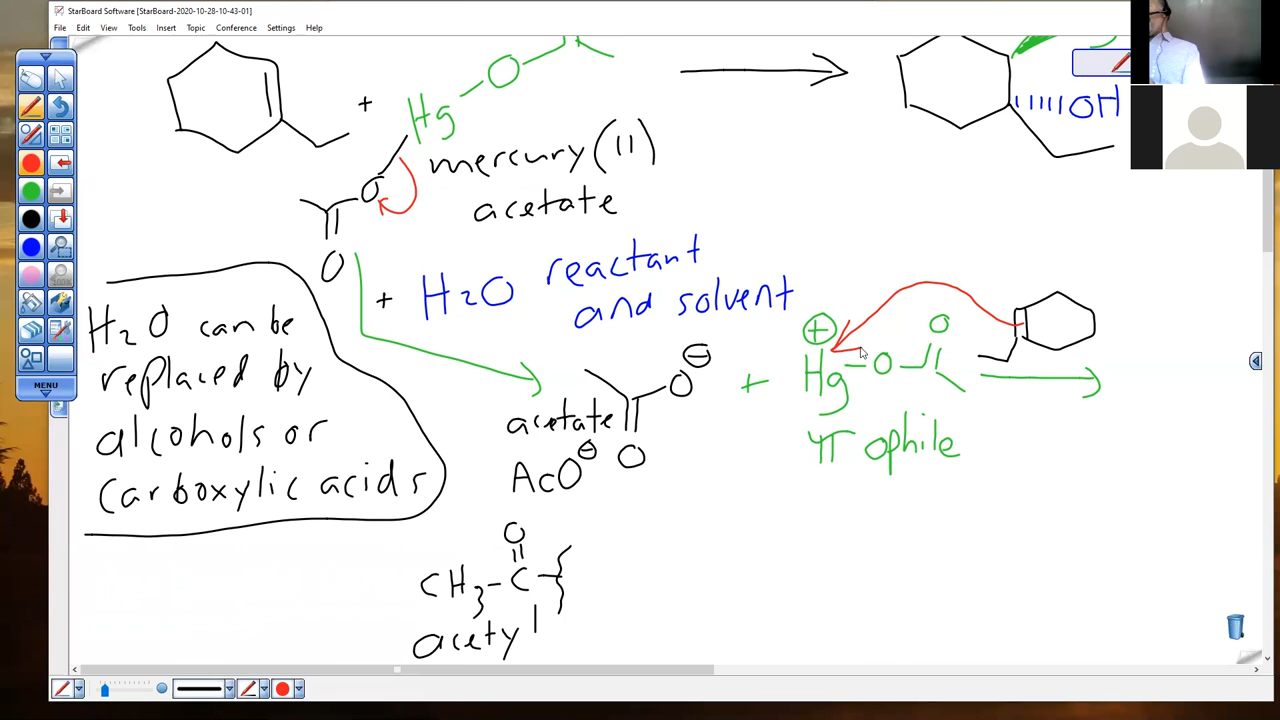 StarBoard Software - [StarBoard-2020-10-28-10-43-01]
File Edit View Tools Insert Topic Conference Settings Help
+
Hg
O
OH
mercury (II)
acetate
O
O
+ H2O reactant
and solvent
H2O can be
replaced by
alcohols or
carboxylic acids
acetate
O⊖
O
AcO⊖
+
⊕
Hg-O
O
π ophile
O
CH3-C
acetyl
MENU